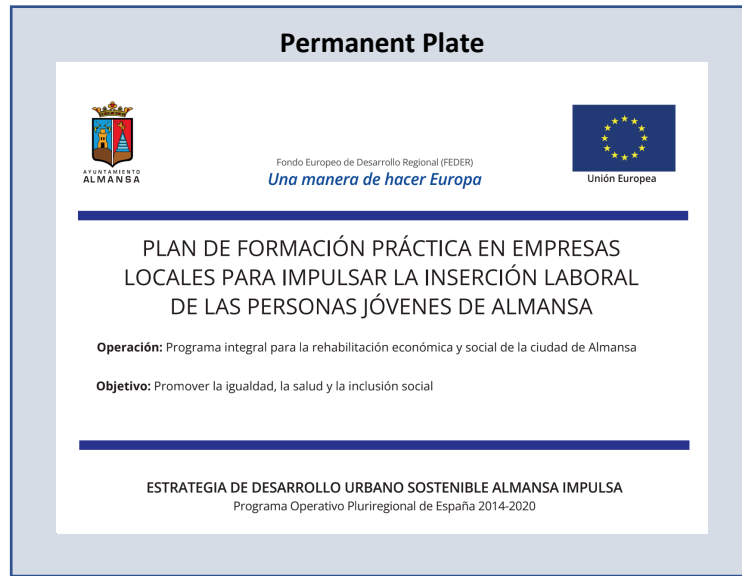 Permanent Plate
AYUNTAMIENTO
ALMANSA
Fondo Europeo de Desarrollo Regional (FEDER)
Una manera de hacer Europa
Unión Europea
PLAN DE FORMACIÓN PRÁCTICA EN EMPRESAS
LOCALES PARA IMPULSAR LA INSERCIÓN LABORAL
DE LAS PERSONAS JÓVENES DE ALMANSA
Operación: Programa integral para la rehabilitación económica y social de la ciudad de Almansa
Objetivo: Promover la igualdad, la salud y la inclusión social
ESTRATEGIA DE DESARROLLO URBANO SOSTENIBLE ALMANSA IMPULSA
Programa Operativo Pluriregional de España 2014-2020